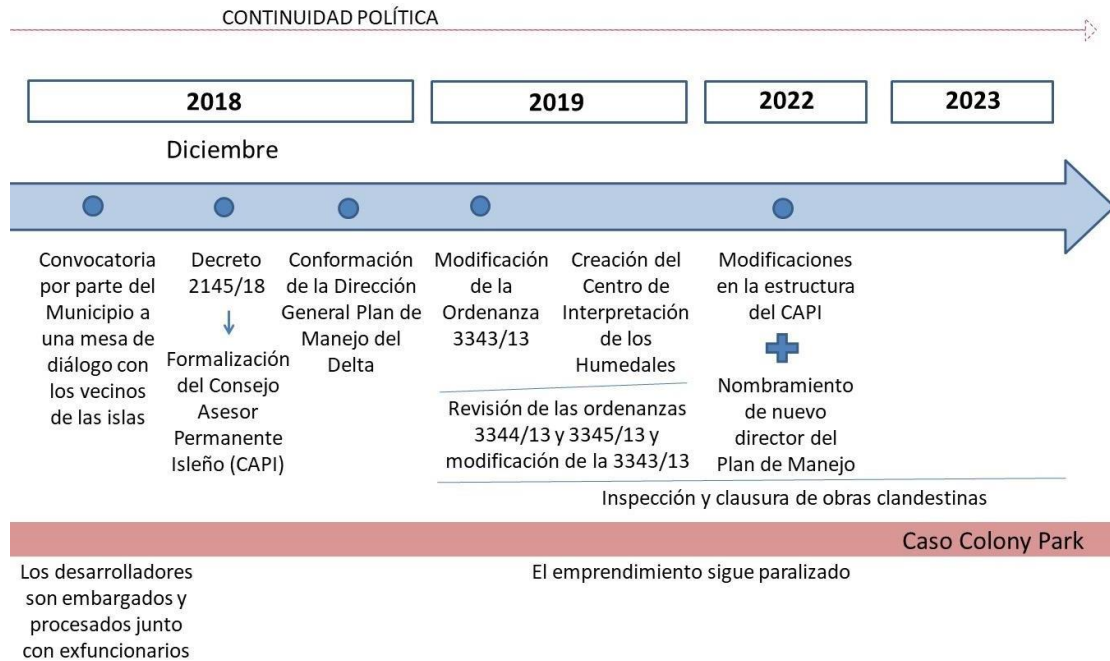 CONTINUIDAD POLÍTICA
2018
2019
2022
2023
Diciembre
Convocatoria
por parte del
Municipio a
una mesa de
diálogo con
los vecinos
de las islas
Decreto
2145/18
Formalización
del Consejo
Asesor
Permanente
Isleño (CAPI)
Conformación
de la Dirección
General Plan de
Manejo del
Delta
Modificación
de la
Ordenanza
3343/13
Creación del
Centro de
Interpretación
de los
Humedales
Revisión de las ordenanzas
3344/13 y 3345/13 y
modificación de la 3343/13
Modificaciones
en la estructura
del CAPI
Nombramiento
de nuevo
director del
Plan de Manejo
Inspección y clausura de obras clandestinas
Caso Colony Park
Los desarrolladores
son embargados y
procesados junto
con exfuncionarios
El emprendimiento sigue paralizado